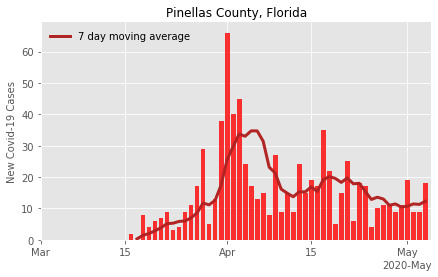 Pinellas County, Florida
7 day moving average
New Covid-19 Cases
60
50
40
30
20
10
0
Mar 15 Apr 15 May
2020-May